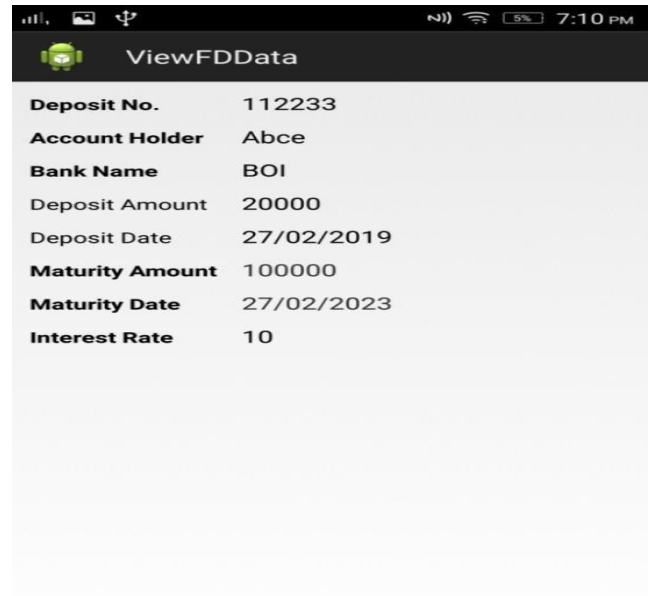 5% 7:10 PM
ViewFDData
Deposit No. 112233
Account Holder Abce
Bank Name BOI
Deposit Amount 20000
Deposit Date 27/02/2019
Maturity Amount 100000
Maturity Date 27/02/2023
Interest Rate 10